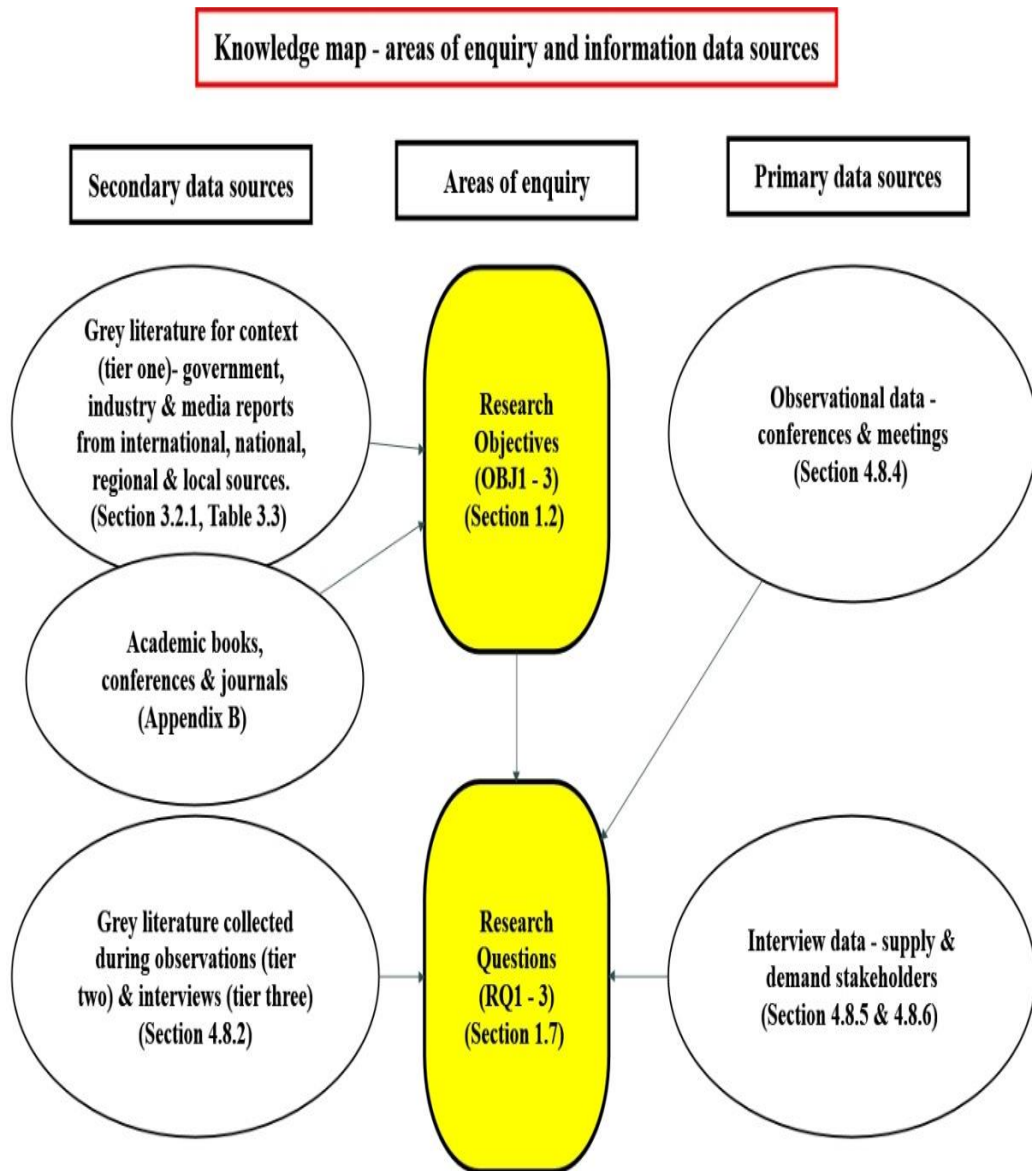 Knowledge map - areas of enquiry and information data sources
Secondary data sources
Areas of enquiry
Primary data sources
Grey literature for context
(tier one)- government,
industry & media reports
from international, national,
regional & local sources.
(Section 3.2.1, Table 3.3)
Research
Objectives
(OBJ1 - 3)
(Section 1.2)
Observational data -
conferences & meetings
(Section 4.8.4)
Academic books,
conferences & journals
(Appendix B)
Grey literature collected
during observations (tier
two) & interviews (tier three)
(Section 4.8.2)
Research
Questions
(RQ1 - 3)
(Section 1.7)
Interview data - supply &
demand stakeholders
(Section 4.8.5 & 4.8.6)